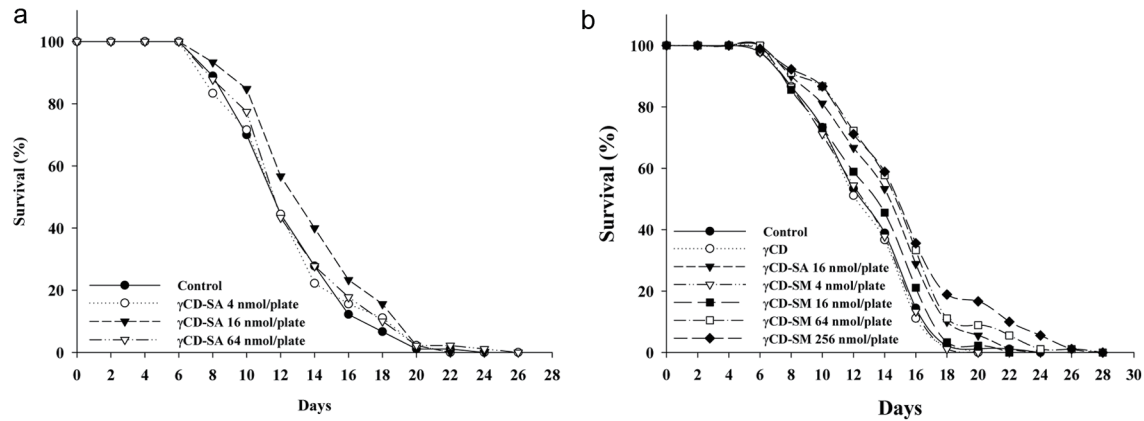 a
Survival (%)
100
80
60
40
20
0
Control
γCD-SA 4 nmol/plate
γCD-SA 16 nmol/plate
γCD-SA 64 nmol/plate
0 2 4 6 8 10 12 14 16 18 20 22 24 26 28
Days
b
Survival (%)
100
80
60
40
20
0
Control
γCD
γCD-SA 16 nmol/plate
γCD-SM 4 nmol/plate
γCD-SM 16 nmol/plate
γCD-SM 64 nmol/plate
γCD-SM 256 nmol/plate
0 2 4 6 8 10 12 14 16 18 20 22 24 26 28 30
Days